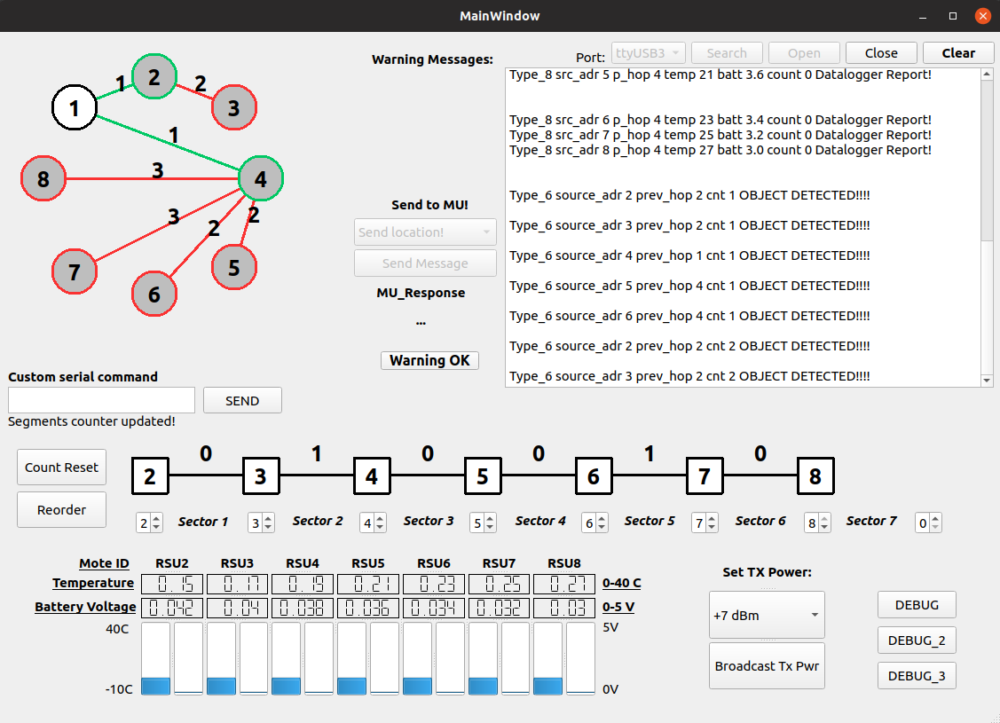 MainWindow
Warning Messages:
Port:
ttyUSB3
Search
Open
Close
Clear
1
2
3
4
5
6
7
8
1
2
1
3
3
2
2
Type_8 src_adr 5 p_hop 4 temp 21 batt 3.6 count 0 Datalogger Report!
Type_8 src_adr 6 p_hop 4 temp 23 batt 3.4 count 0 Datalogger Report!
Type_8 src_adr 7 p_hop 4 temp 25 batt 3.2 count 0 Datalogger Report!
Type_8 src_adr 8 p_hop 4 temp 27 batt 3.0 count 0 Datalogger Report!
Type_6 source_adr 2 prev_hop 2 cnt 1 OBJECT DETECTED!!!!
Type_6 source_adr 3 prev_hop 2 cnt 1 OBJECT DETECTED!!!!
Type_6 source_adr 4 prev_hop 1 cnt 1 OBJECT DETECTED!!!!
Type_6 source_adr 5 prev_hop 4 cnt 1 OBJECT DETECTED!!!!
Type_6 source_adr 6 prev_hop 4 cnt 1 OBJECT DETECTED!!!!
Type_6 source_adr 2 prev_hop 2 cnt 2 OBJECT DETECTED!!!!
Type_6 source_adr 3 prev_hop 2 cnt 2 OBJECT DETECTED!!!!
Send to MU!
Send location!
Send Message
MU_Response
...
Warning OK
Custom serial command
SEND
Segments counter updated!
Count Reset
Reorder
0 1 0 0 1 0
2 3 4 5 6 7 8
2 Sector 1 3 Sector 2 4 Sector 3 5 Sector 4 6 Sector 5 7 Sector 6 8 Sector 7 0
Mote ID RSU2 RSU3 RSU4 RSU5 RSU6 RSU7 RSU8
Temperature 0.15 0.17 0.19 0.21 0.23 0.25 0.27 0-40 C
Battery Voltage 0.042 0.04 0.038 0.036 0.034 0.032 0.03 0-5 V
40C 5V
-10C 0V
Set TX Power:
+7 dBm
Broadcast Tx Pwr
DEBUG
DEBUG_2
DEBUG_3